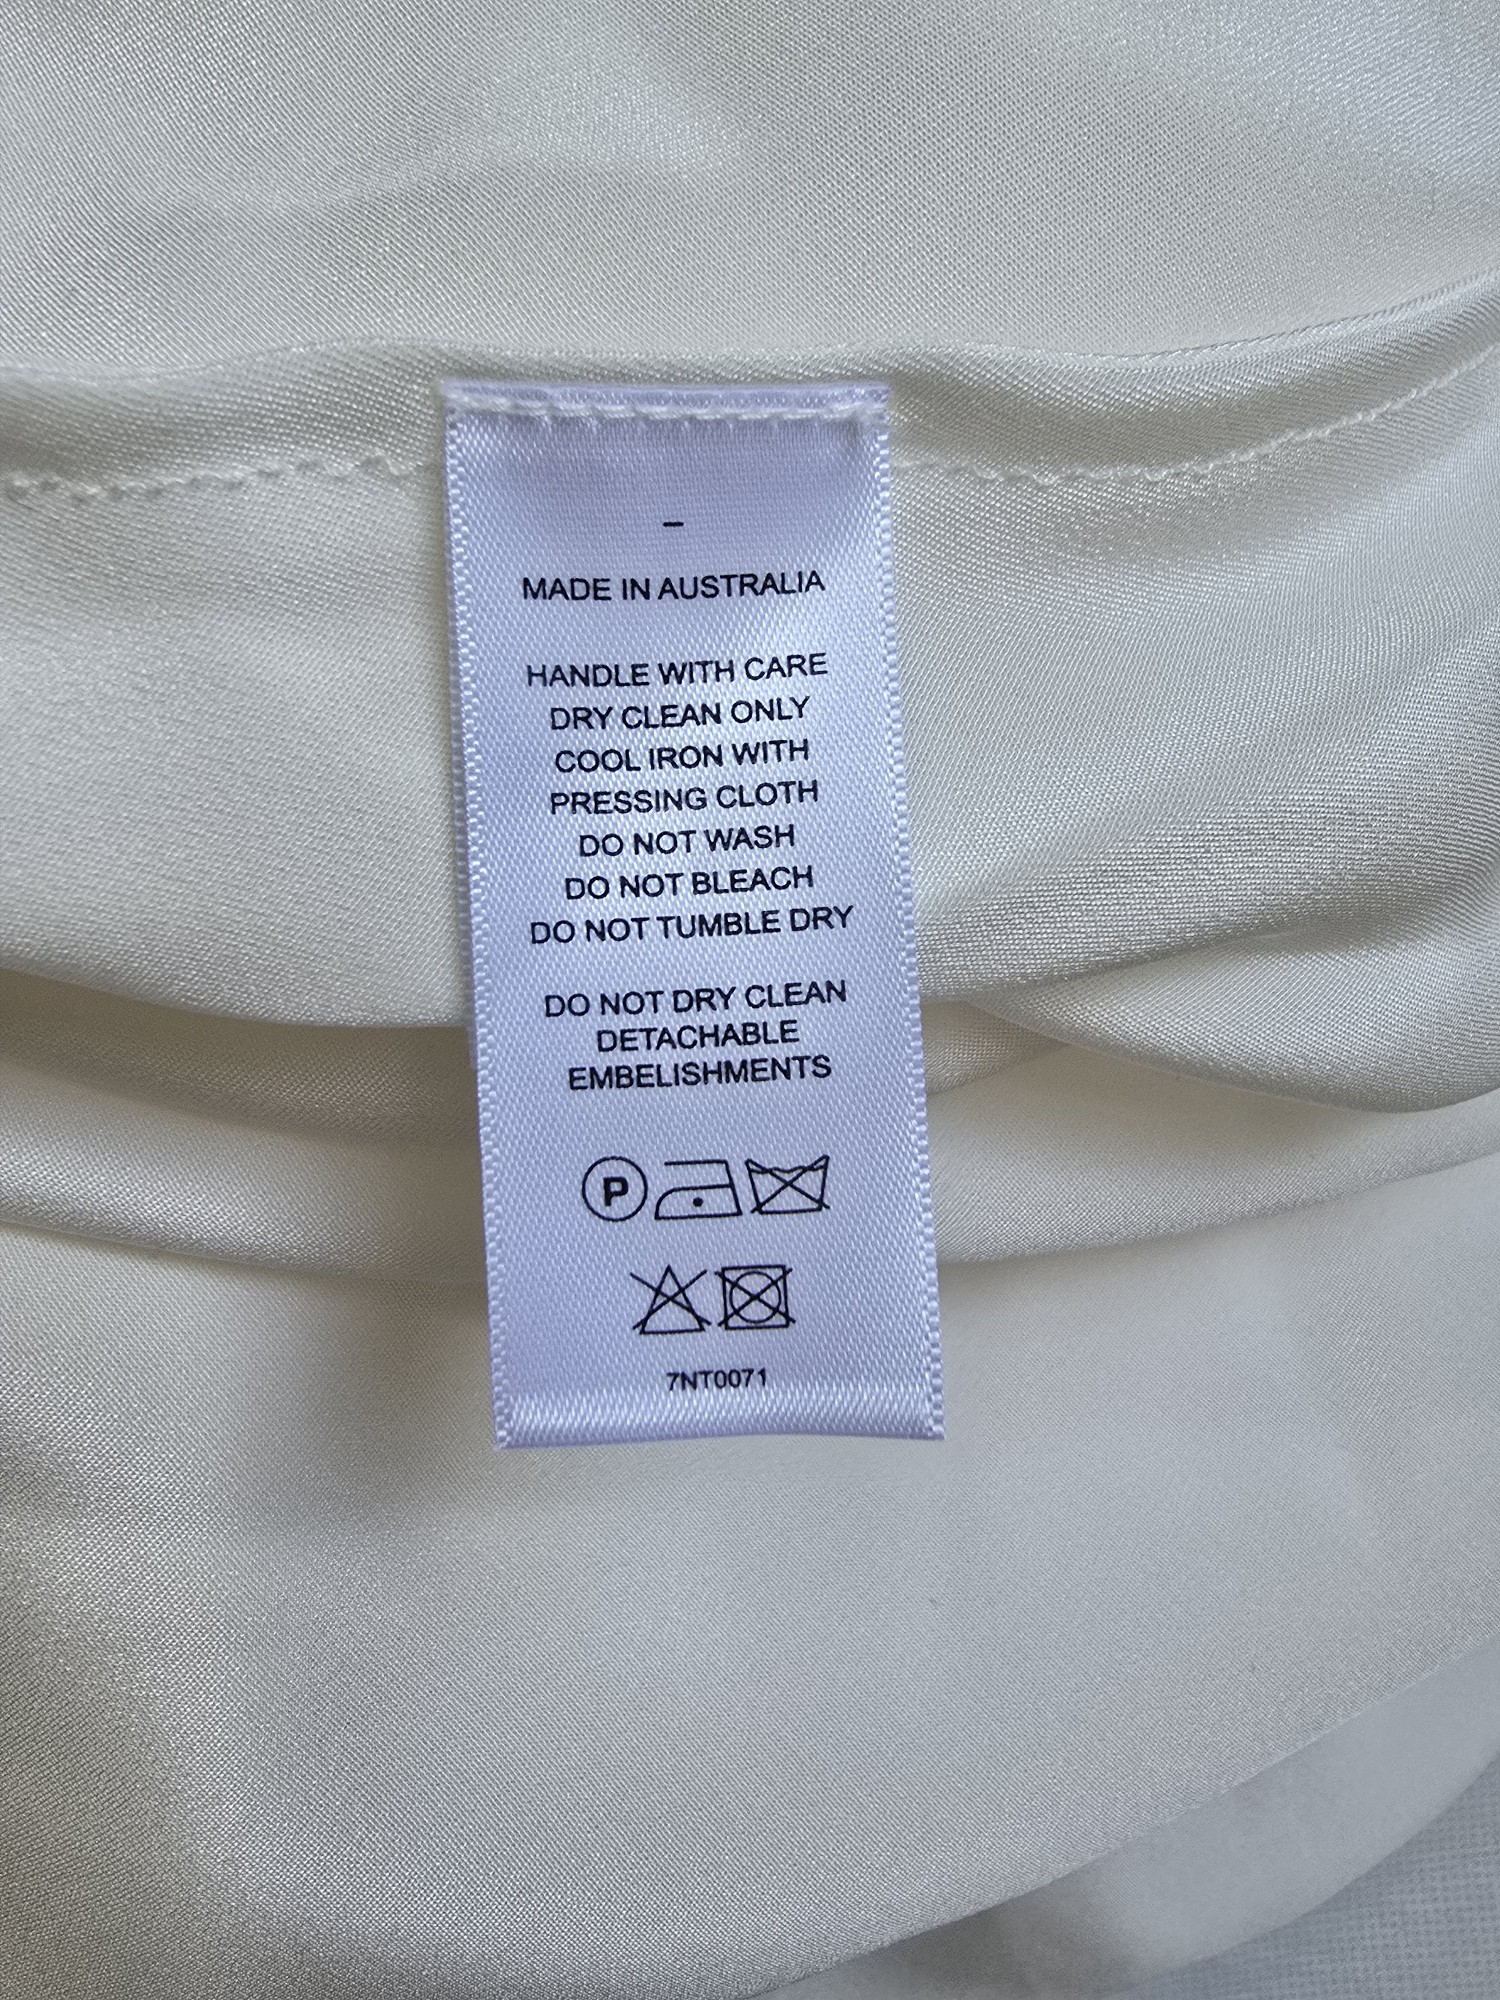 -
MADE IN AUSTRALIA
HANDLE WITH CARE
DRY CLEAN ONLY
COOL IRON WITH
PRESSING CLOTH
DO NOT WASH
DO NOT BLEACH
DO NOT TUMBLE DRY
DO NOT DRY CLEAN
DETACHABLE
EMBELISHMENTS
P
7NT0071